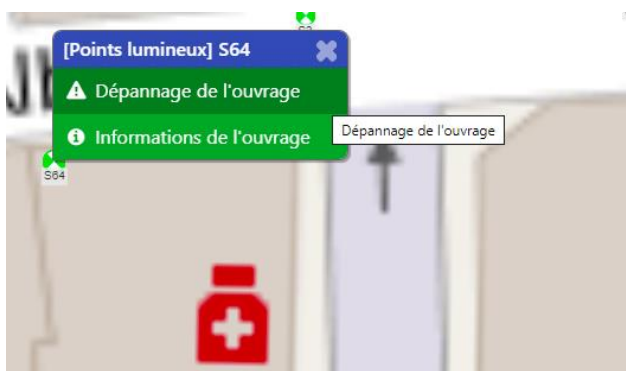 [Points lumineux] S64
Dépannage de l'ouvrage
Informations de l'ouvrage
Dépannage de l'ouvrage
S64